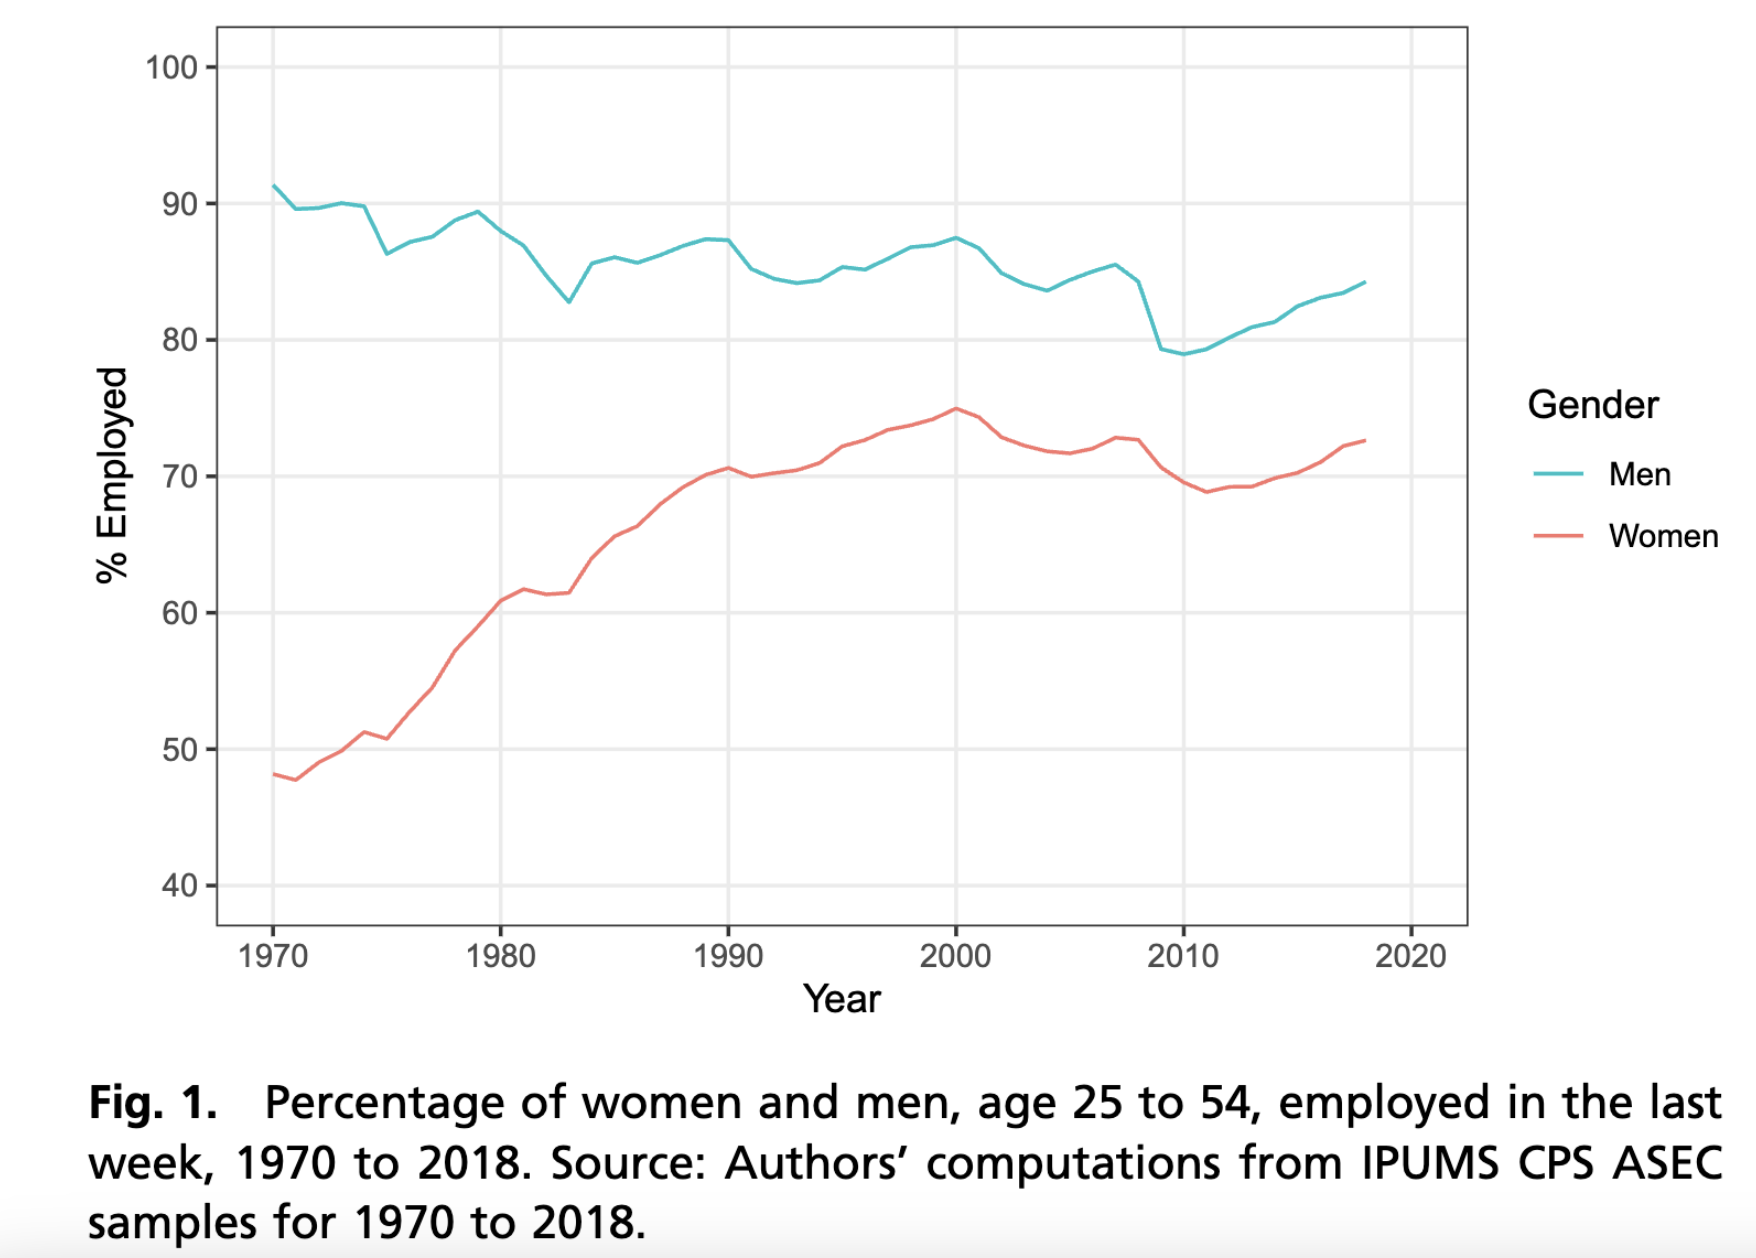 100
90
80
70
60
50
40
% Employed
1970 1980 1990 2000 2010 2020
Year
Gender
Men
Women
Fig. 1. Percentage of women and men, age 25 to 54, employed in the last
week, 1970 to 2018. Source: Authors’ computations from IPUMS CPS ASEC
samples for 1970 to 2018.